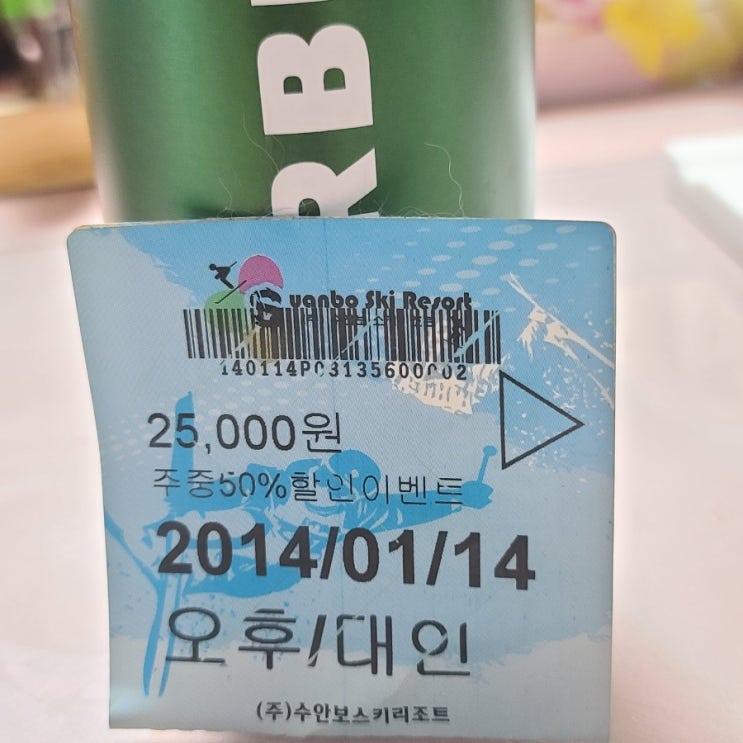 RB
Suanbo Ski Resort
140114P03135600002
25,000원
주중50%할인이벤트
2014/01/14
오후/대인
(주)수안보스키리조트